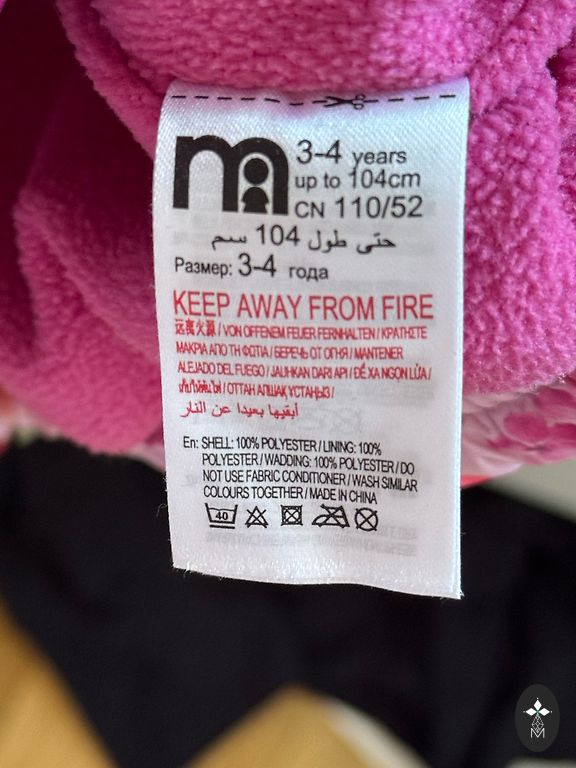 3-4 years
up to 104cm
CN 110/52
حتى طول 104 سم
Размер: 3-4 года
KEEP AWAY FROM FIRE
远离火源 / VON OFFENEM FEUER FERNHALTEN / ΚΡΑΤΗΣΤΕ
ΜΑΚΡΙΑ ΑΠΟ ΤΗ ΦΩΤΙΑ / БЕРЕЧЬ ОТ ОГНЯ / MANTENER
ALEJADO DEL FUEGO / JAUHKAN DARI API / ĐỂ XA NGỌN LỬA /
/ ОТТАН АЛШАҚ ҰСТАҢЫЗ /
أبقيها بعيدا عن النار
En: SHELL: 100% POLYESTER / LINING: 100%
POLYESTER / WADDING: 100% POLYESTER / DO
NOT USE FABRIC CONDITIONER / WASH SIMILAR
COLOURS TOGETHER / MADE IN CHINA
40